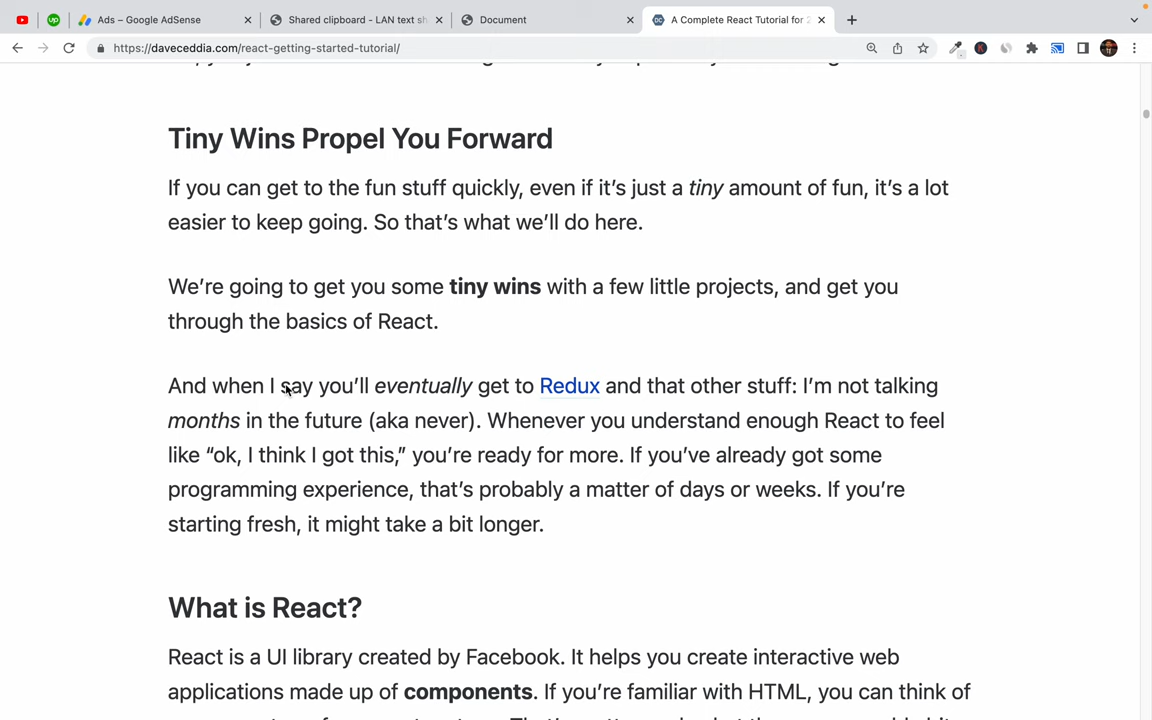 Ads – Google AdSense
Shared clipboard - LAN text sh
Document
A Complete React Tutorial for 2
https://daveceddia.com/react-getting-started-tutorial/
Tiny Wins Propel You Forward
If you can get to the fun stuff quickly, even if it’s just a tiny amount of fun, it’s a lot
easier to keep going. So that’s what we’ll do here.
We’re going to get you some tiny wins with a few little projects, and get you
through the basics of React.
And when I say you’ll eventually get to Redux and that other stuff: I’m not talking
months in the future (aka never). Whenever you understand enough React to feel
like “ok, I think I got this,” you’re ready for more. If you’ve already got some
programming experience, that’s probably a matter of days or weeks. If you’re
starting fresh, it might take a bit longer.
What is React?
React is a UI library created by Facebook. It helps you create interactive web
applications made up of components. If you’re familiar with HTML, you can think of